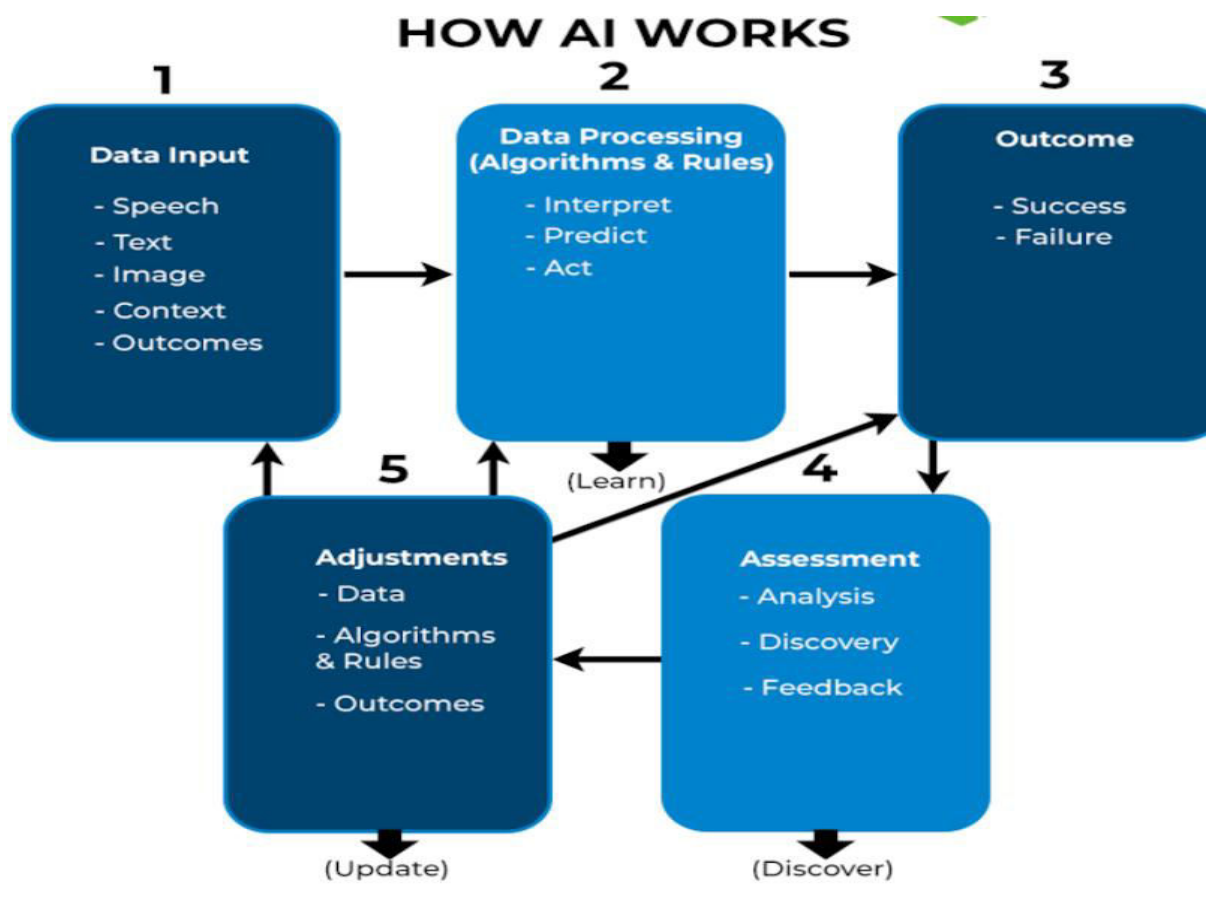 HOW AI WORKS
1
Data Input
- Speech
- Text
- Image
- Context
- Outcomes
2
Data Processing
(Algorithms & Rules)
- Interpret
- Predict
- Act
(Learn)
3
Outcome
- Success
- Failure
4
Assessment
- Analysis
- Discovery
- Feedback
(Discover)
5
Adjustments
- Data
- Algorithms
& Rules
- Outcomes
(Update)